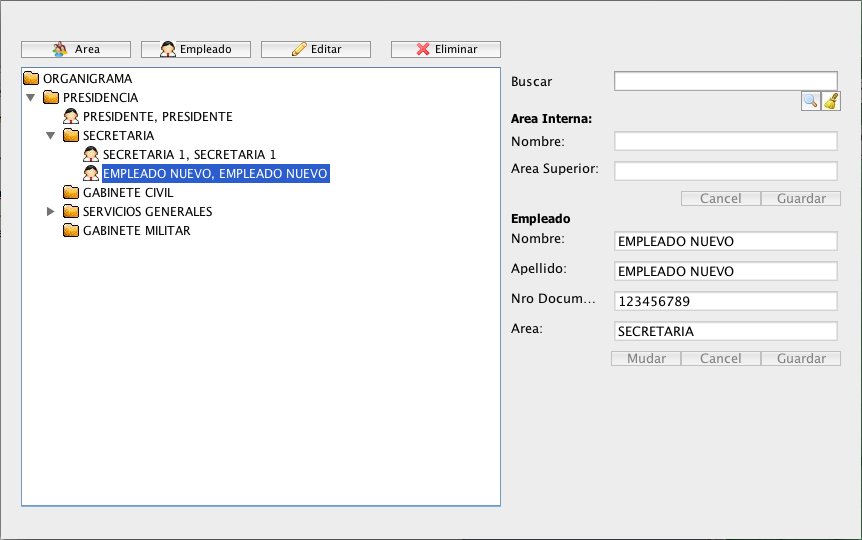 Area
Empleado
Editar
Eliminar
ORGANIGRAMA
PRESIDENCIA
PRESIDENTE, PRESIDENTE
SECRETARIA
SECRETARIA 1, SECRETARIA 1
EMPLEADO NUEVO, EMPLEADO NUEVO
GABINETE CIVIL
SERVICIOS GENERALES
GABINETE MILITAR
Buscar
Area Interna:
Nombre:
Area Superior:
Cancel Guardar
Empleado
Nombre: EMPLEADO NUEVO
Apellido: EMPLEADO NUEVO
Nro Docum... 123456789
Area: SECRETARIA
Mudar Cancel Guardar